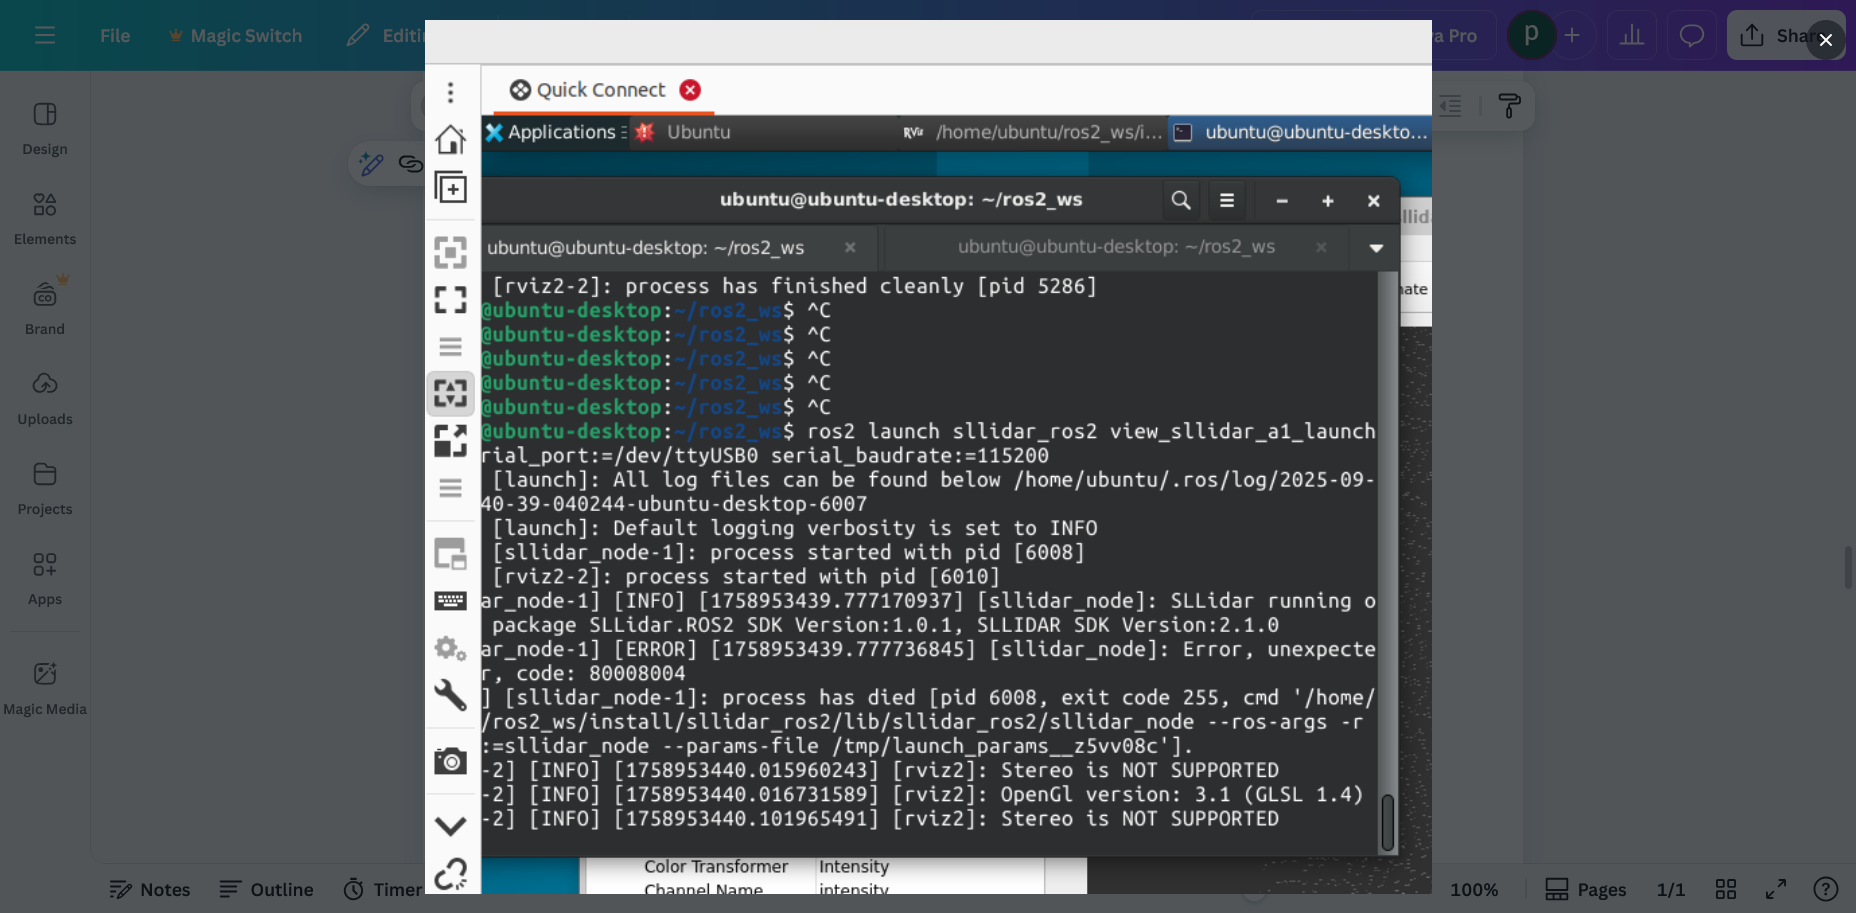 File
Magic Switch
Pro
p
Quick Connect
Applications
Ubuntu
RViz
/home/ubuntu/ros2_ws/i...
ubuntu@ubuntu-deskto...
ubuntu@ubuntu-desktop: ~/ros2_ws
ubuntu@ubuntu-desktop: ~/ros2_ws
ubuntu@ubuntu-desktop: ~/ros2_ws
[rviz2-2]: process has finished cleanly [pid 5286]
@ubuntu-desktop:~/ros2_ws$ ^C
@ubuntu-desktop:~/ros2_ws$ ^C
@ubuntu-desktop:~/ros2_ws$ ^C
@ubuntu-desktop:~/ros2_ws$ ^C
@ubuntu-desktop:~/ros2_ws$ ^C
@ubuntu-desktop:~/ros2_ws$ ros2 launch sllidar_ros2 view_sllidar_a1_launch
rial_port:=/dev/ttyUSB0 serial_baudrate:=115200
[launch]: All log files can be found below /home/ubuntu/.ros/log/2025-09-
40-39-040244-ubuntu-desktop-6007
[launch]: Default logging verbosity is set to INFO
[sllidar_node-1]: process started with pid [6008]
[rviz2-2]: process started with pid [6010]
ar_node-1] [INFO] [1758953439.777170937] [sllidar_node]: SLLidar running o
package SLLidar.ROS2 SDK Version:1.0.1, SLLIDAR SDK Version:2.1.0
ar_node-1] [ERROR] [1758953439.777736845] [sllidar_node]: Error, unexpecte
r, code: 80008004
] [sllidar_node-1]: process has died [pid 6008, exit code 255, cmd '/home/
/ros2_ws/install/sllidar_ros2/lib/sllidar_ros2/sllidar_node --ros-args -r
:=sllidar_node --params-file /tmp/launch_params__z5vv08c'].
-2] [INFO] [1758953440.015960243] [rviz2]: Stereo is NOT SUPPORTED
-2] [INFO] [1758953440.016731589] [rviz2]: OpenGl version: 3.1 (GLSL 1.4)
-2] [INFO] [1758953440.101965491] [rviz2]: Stereo is NOT SUPPORTED
Color Transformer
Intensity
Channel Name
intensity
Design
Elements
Brand
Uploads
Projects
Apps
Magic Media
Notes
Outline
Timer
100%
Pages
1/1